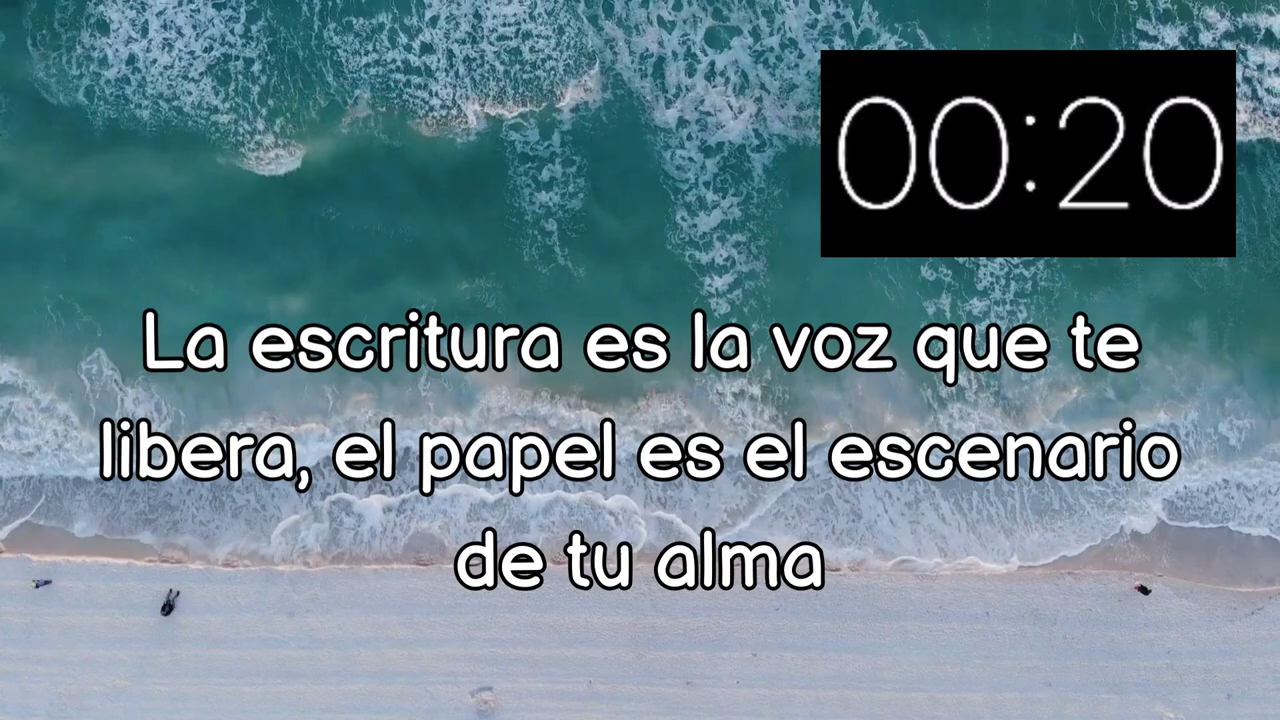 00:20
La escritura es la voz que te
libera, el papel es el escenario
de tu alma